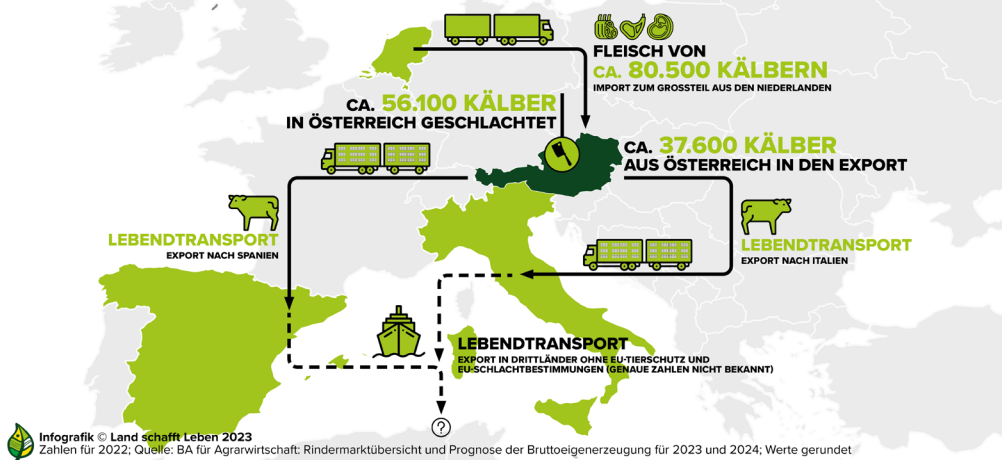 FLEISCH VON
CA. 80.500 KÄLBERN
IMPORT ZUM GROSSTEIL AUS DEN NIEDERLANDEN
CA. 56.100 KÄLBER
IN ÖSTERREICH GESCHLACHTET
CA. 37.600 KÄLBER
AUS ÖSTERREICH IN DEN EXPORT
LEBENDTRANSPORT
EXPORT NACH SPANIEN
LEBENDTRANSPORT
EXPORT NACH ITALIEN
LEBENDTRANSPORT
EXPORT IN DRITTLÄNDER OHNE EU-TIERSCHUTZ UND
EU-SCHLACHTBESTIMMUNGEN (GENAUE ZAHLEN NICHT BEKANNT)
?
Infografik © Land schafft Leben 2023
Zahlen für 2022; Quelle: BA für Agrarwirtschaft: Rindermarktübersicht und Prognose der Bruttoeigenerzeugung für 2023 und 2024; Werte gerundet